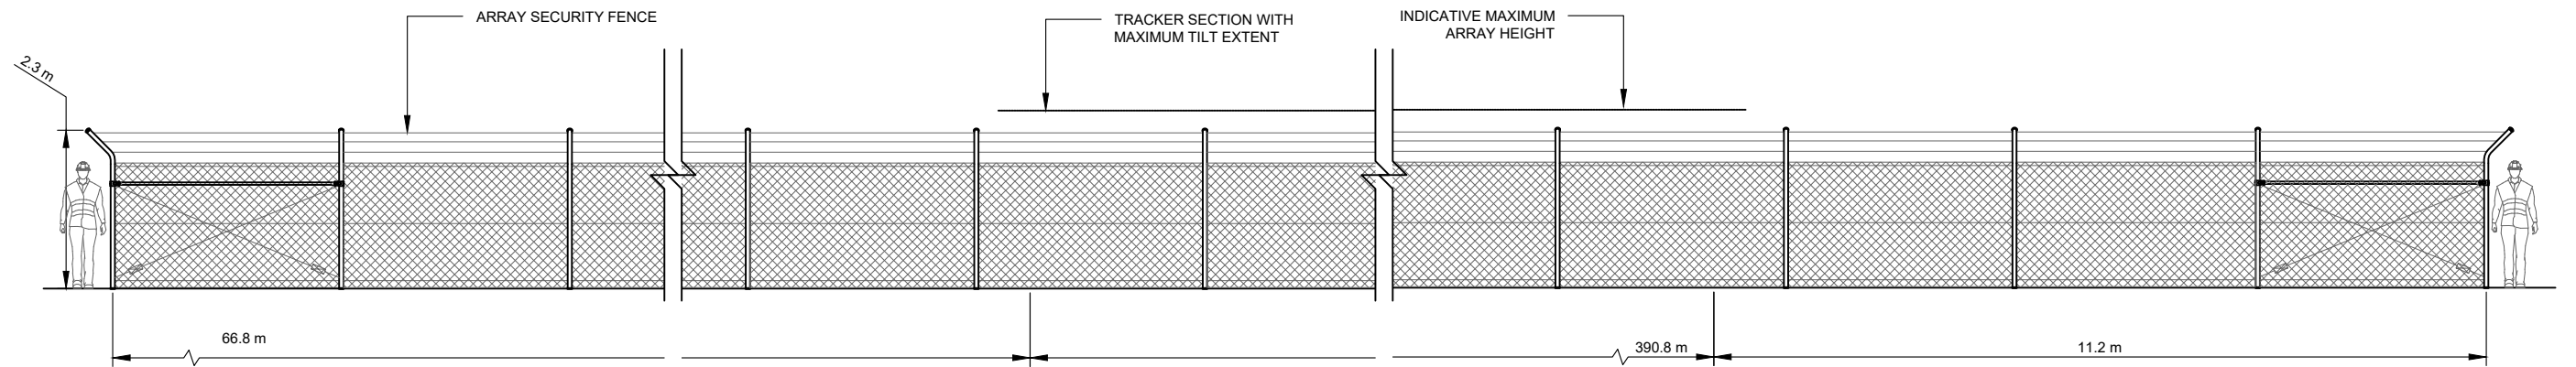 ARRAY SECURITY FENCE
TRACKER SECTION WITH
MAXIMUM TILT EXTENT
INDICATIVE MAXIMUM
ARRAY HEIGHT
2.3 m
66.8 m
390.8 m
11.2 m